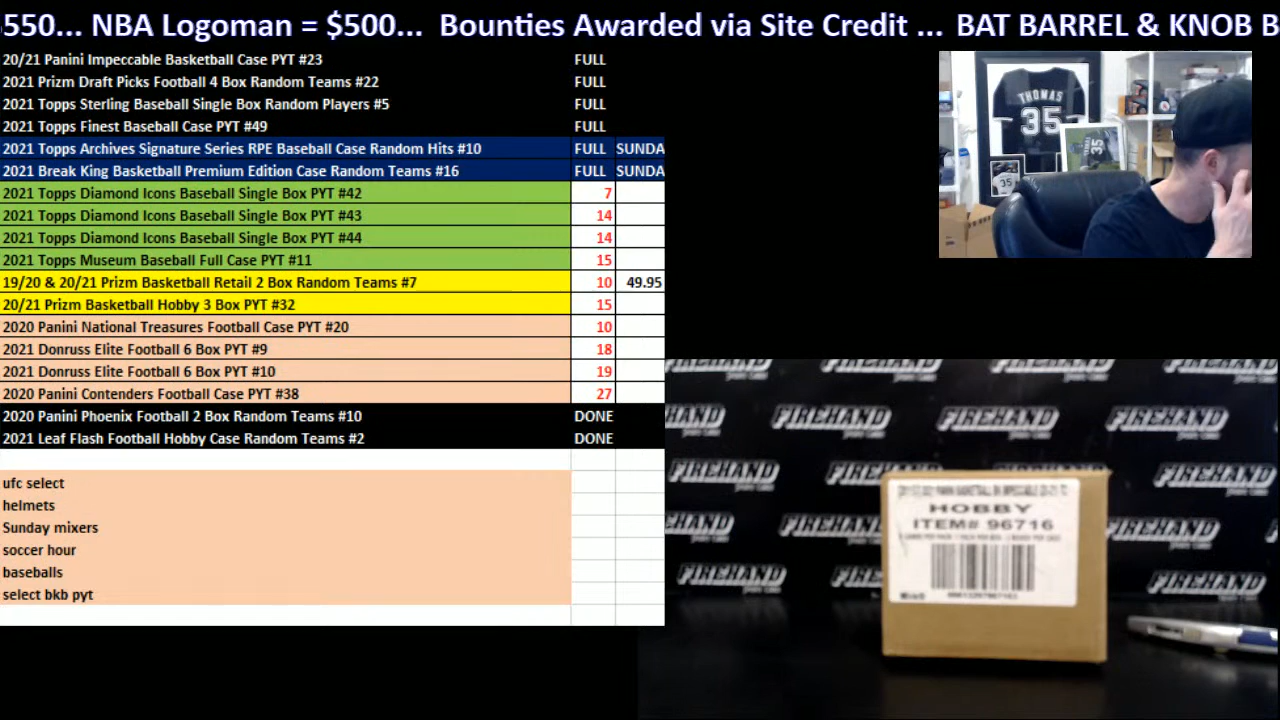 550... NBA Logoman = $500... Bounties Awarded via Site Credit ... BAT BARREL & KNOB B
20/21 Panini Impeccable Basketball Case PYT #23 FULL
2021 Prizm Draft Picks Football 4 Box Random Teams #22 FULL
2021 Topps Sterling Baseball Single Box Random Players #5 FULL
2021 Topps Finest Baseball Case PYT #49 FULL
2021 Topps Archives Signature Series RPE Baseball Case Random Hits #10 FULL SUNDA
2021 Break King Basketball Premium Edition Case Random Teams #16 FULL SUNDA
2021 Topps Diamond Icons Baseball Single Box PYT #42 7
2021 Topps Diamond Icons Baseball Single Box PYT #43 14
2021 Topps Diamond Icons Baseball Single Box PYT #44 14
2021 Topps Museum Baseball Full Case PYT #11 15
19/20 & 20/21 Prizm Basketball Retail 2 Box Random Teams #7 10 49.95
20/21 Prizm Basketball Hobby 3 Box PYT #32 15
2020 Panini National Treasures Football Case PYT #20 10
2021 Donruss Elite Football 6 Box PYT #9 18
2021 Donruss Elite Football 6 Box PYT #10 19
2020 Panini Contenders Football Case PYT #38 27
2020 Panini Phoenix Football 2 Box Random Teams #10 DONE
2021 Leaf Flash Football Hobby Case Random Teams #2 DONE
ufc select
helmets
Sunday mixers
soccer hour
baseballs
select bkb pyt
THOMAS
35
35
35
FIREHAND
FIREHAND
FIREHAND
FIREHAND
FIREHAND
FIREHAND
FIREHAND
FIREHAND
FIREHAND
HOBBY
ITEM# 96716